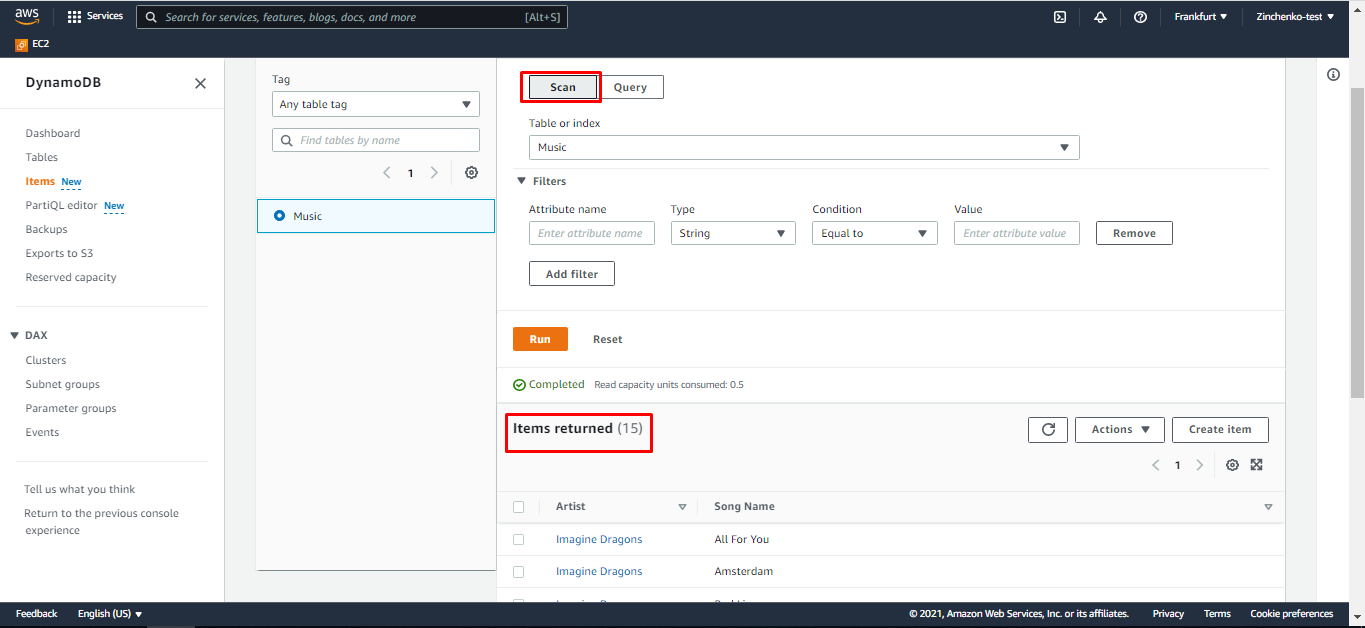 aws
Services
Search for services, features, blogs, docs, and more [Alt+S]
Frankfurt
Zinchenko-test
EC2
DynamoDB
Dashboard
Tables
Items New
PartiQL editor New
Backups
Exports to S3
Reserved capacity
DAX
Clusters
Subnet groups
Parameter groups
Events
Tell us what you think
Return to the previous console
experience
Tag
Any table tag
Find tables by name
1
Music
Scan Query
Table or index
Music
Filters
Attribute name Type Condition Value
Enter attribute name String Equal to Enter attribute value Remove
Add filter
Run Reset
Completed Read capacity units consumed: 0.5
Items returned (15) Actions Create item
1
Artist Song Name
Imagine Dragons All For You
Imagine Dragons Amsterdam
Feedback English (US) © 2021, Amazon Web Services, Inc. or its affiliates. Privacy Terms Cookie preferences